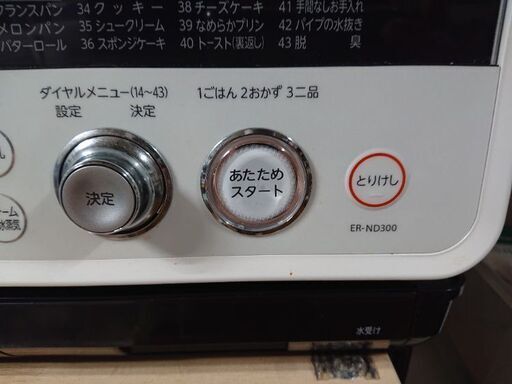 フランスパン 34 クッキー 38 チーズケーキ 41 手間なしお手入れ
メロンパン 35 シュークリーム 39 なめらかプリン 42 パイプの水抜き
バターロール 36 スポンジケーキ 40 トースト(裏返し) 43 脱臭
ダイヤルメニュー(14~43)
設定 決定
1ごはん 2おかず 3二品
決定
あたため
スタート
とりけし
ER-ND300
水受け